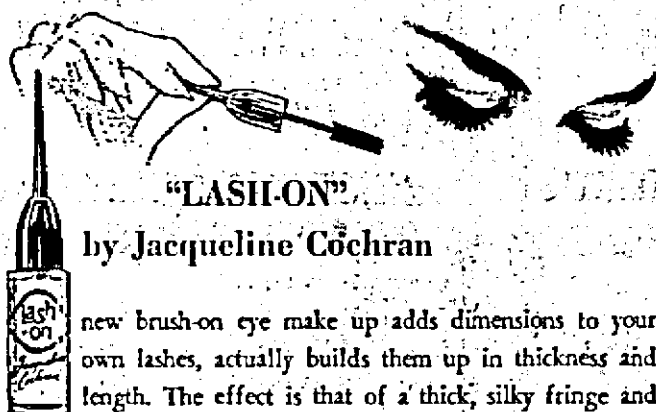 "LASH-ON"
by Jacqueline Cochran
lash
on
new brush-on eye make up adds dimensions to your
own lashes, actually builds them up in thickness and
length. The effect is that of a thick, silky fringe and